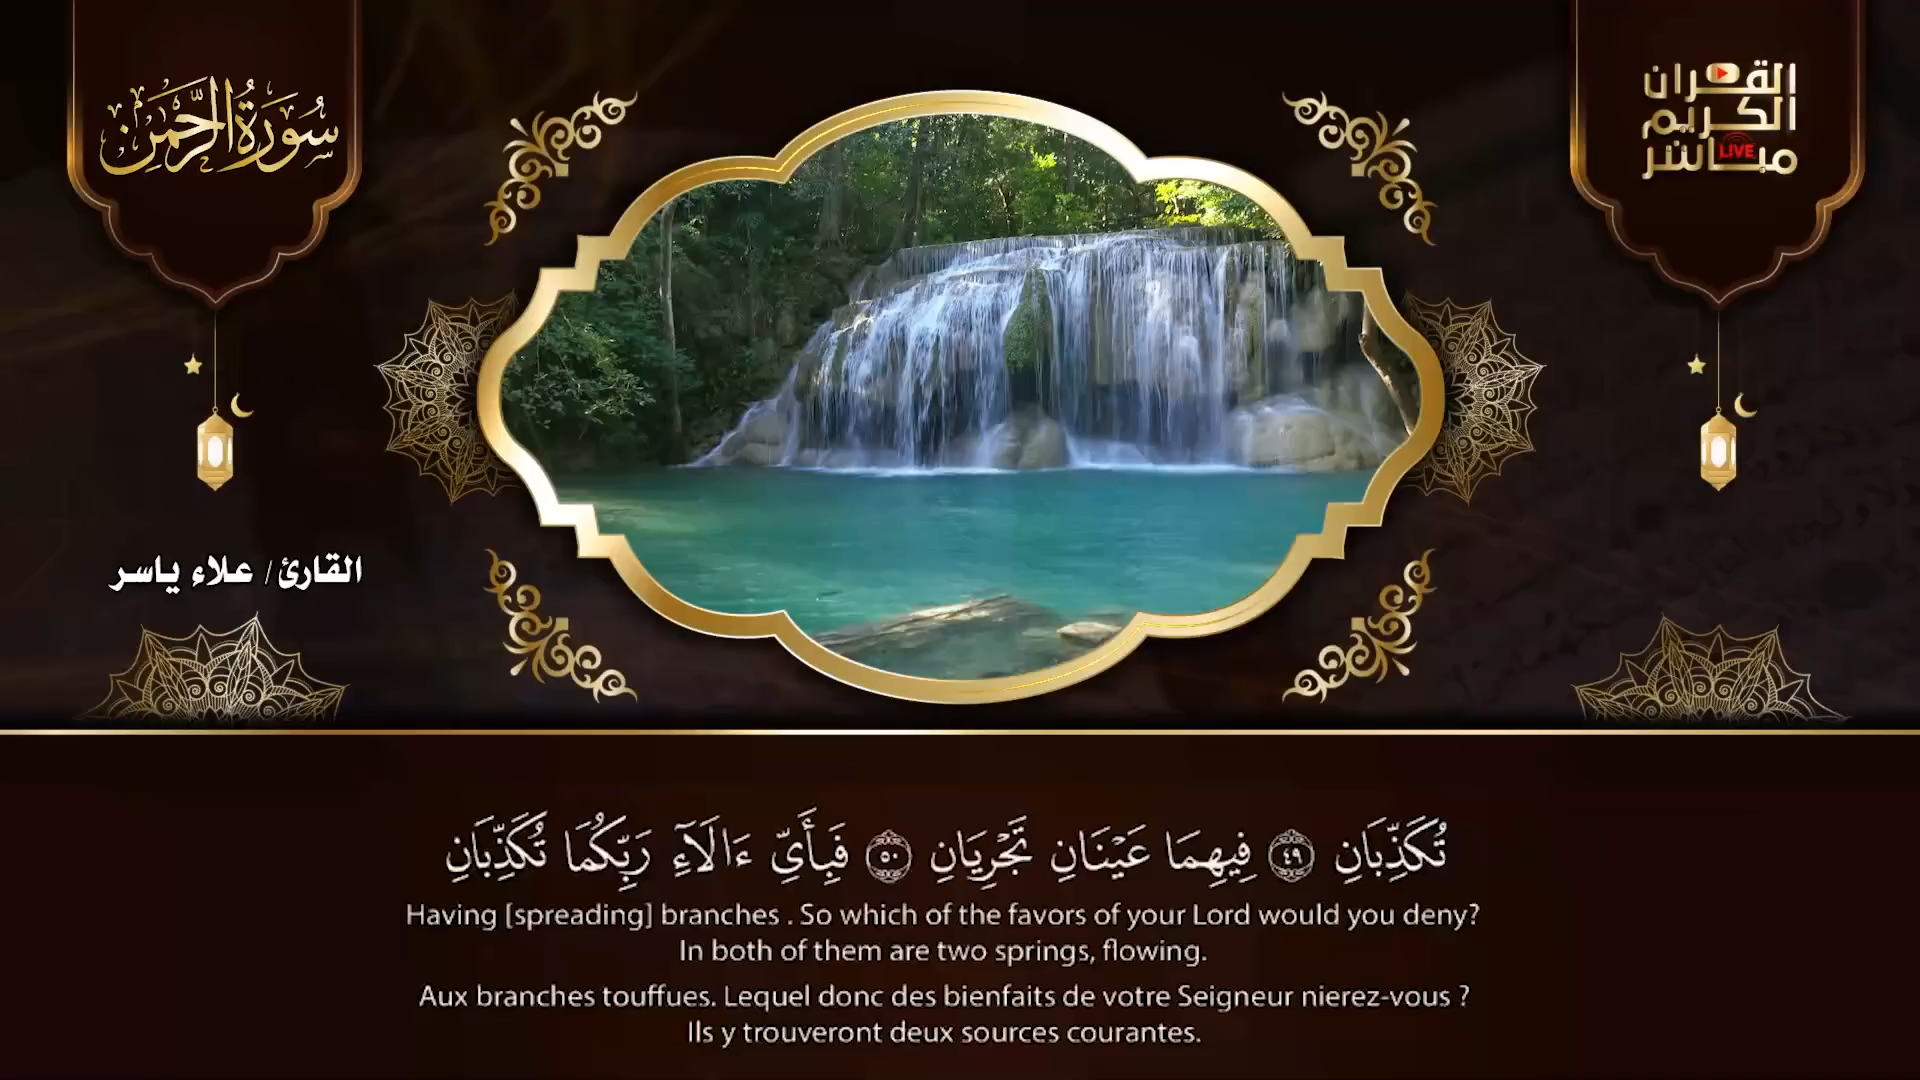 سُورَةُ الرَّحْمَن
القرآن
الكريم
مباشر
LIVE
القارئ / علاء ياسر
تُكَذِّبَانِ ٤٩ فِيهِمَا عَيْنَانِ تَجْرِيَانِ ٥٠ فَبِأَيِّ ءَالَآءِ رَبِّكُمَا تُكَذِّبَانِ
Having [spreading] branches . So which of the favors of your Lord would you deny?
In both of them are two springs, flowing.
Aux branches touffues. Lequel donc des bienfaits de votre Seigneur nierez-vous ?
Ils y trouveront deux sources courantes.